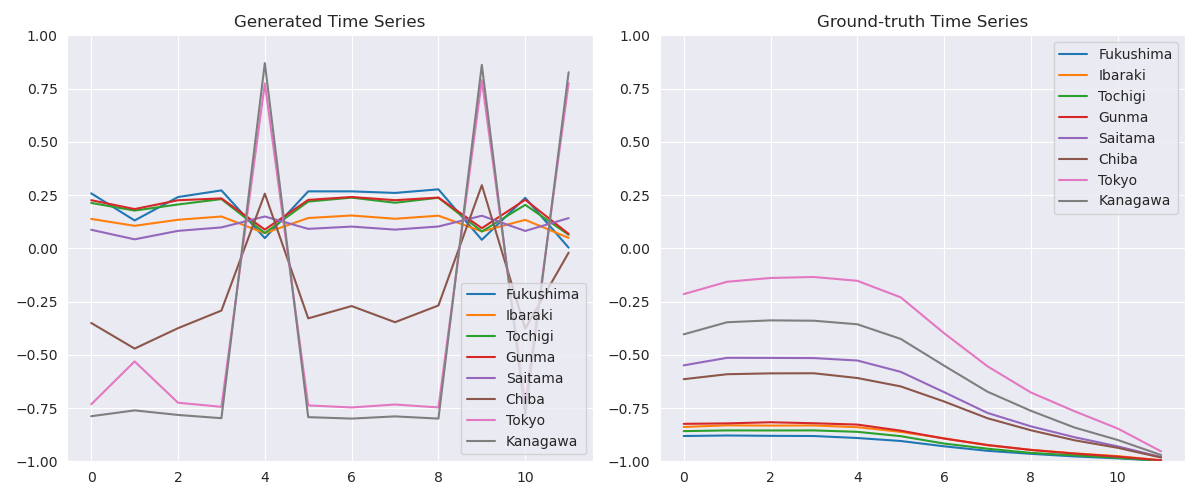 Generated Time Series
1.00
0.75
0.50
0.25
0.00
−0.25
−0.50
−0.75
−1.00
0 2 4 6 8 10
Fukushima
Ibaraki
Tochigi
Gunma
Saitama
Chiba
Tokyo
Kanagawa
Ground-truth Time Series
1.00
0.75
0.50
0.25
0.00
−0.25
−0.50
−0.75
−1.00
0 2 4 6 8 10
Fukushima
Ibaraki
Tochigi
Gunma
Saitama
Chiba
Tokyo
Kanagawa